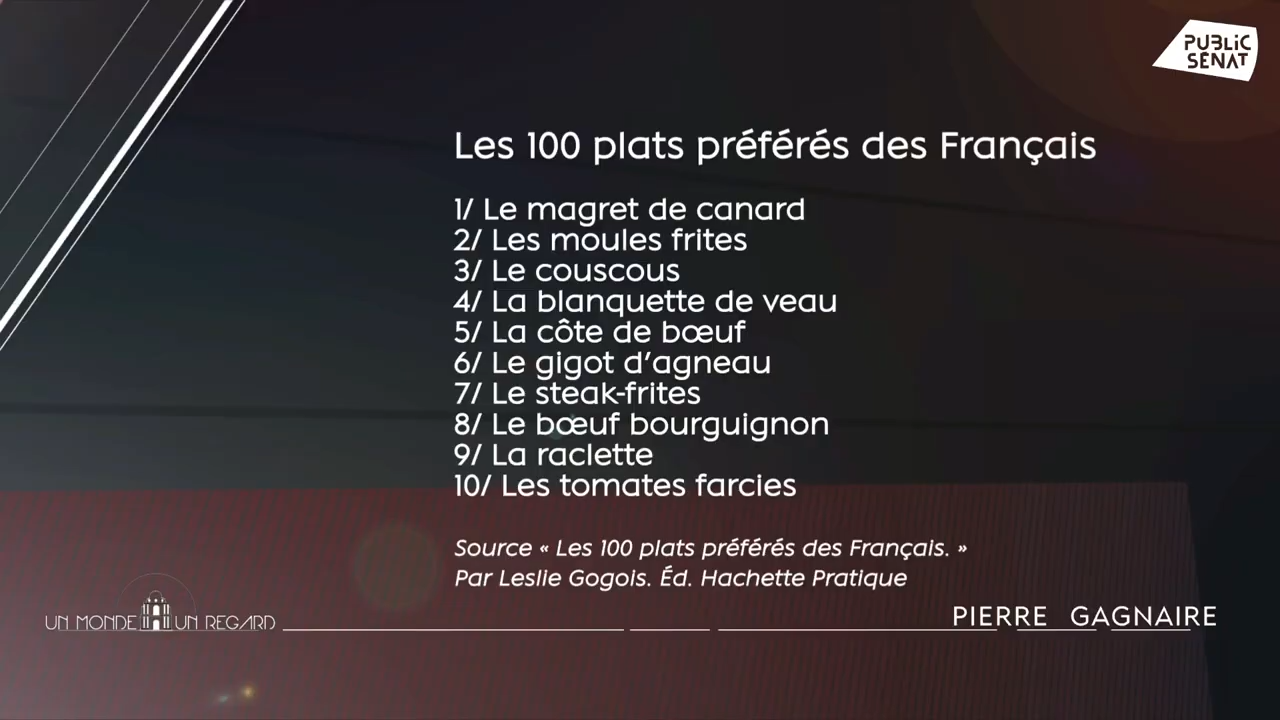 PUBLIC
SÉNAT
Les 100 plats préférés des Français
1/ Le magret de canard
2/ Les moules frites
3/ Le couscous
4/ La blanquette de veau
5/ La côte de bœuf
6/ Le gigot d’agneau
7/ Le steak-frites
8/ Le bœuf bourguignon
9/ La raclette
10/ Les tomates farcies
Source « Les 100 plats préférés des Français. »
Par Leslie Gogois. Éd. Hachette Pratique
UN MONDE UN REGARD
PIERRE GAGNAIRE